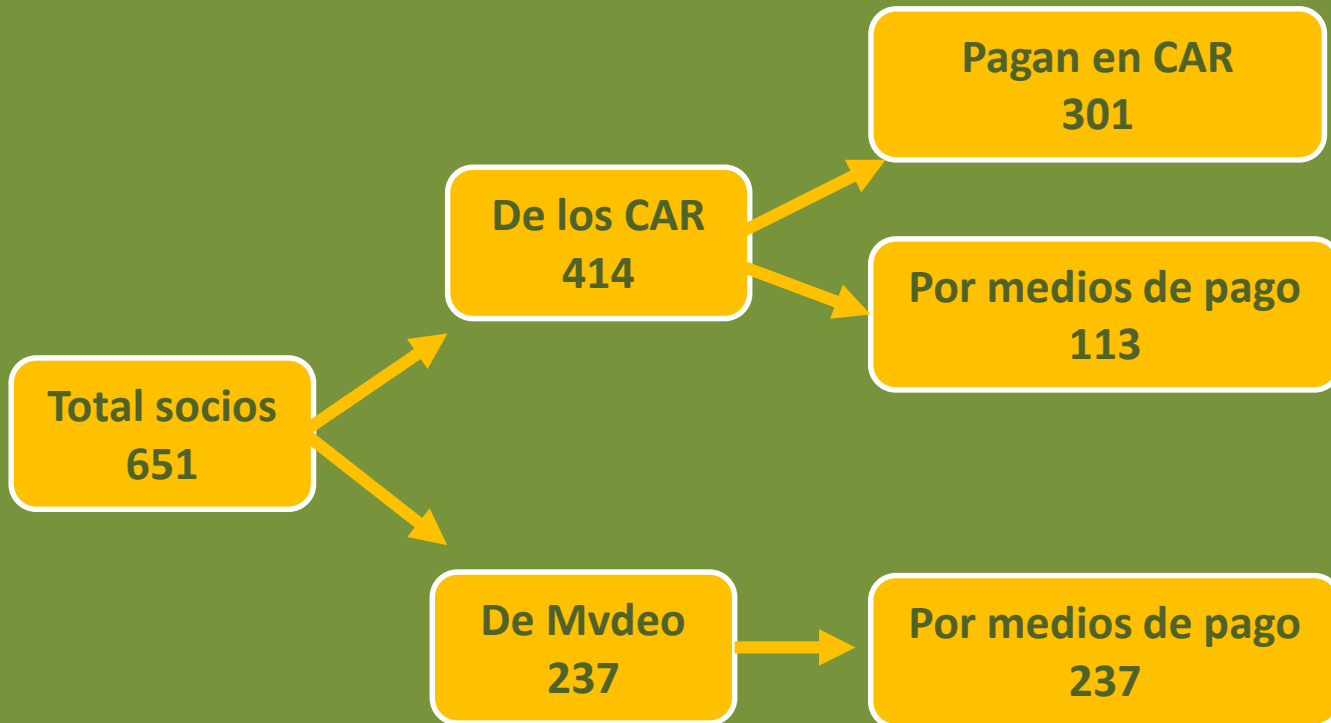 Total socios
651
De los CAR
414
Pagan en CAR
301
Por medios de pago
113
De Mvdeo
237
Por medios de pago
237